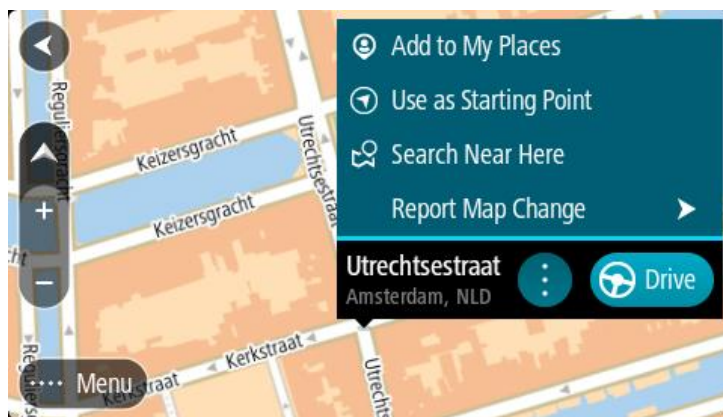 Add to My Places
Use as Starting Point
Search Near Here
Report Map Change
Utrechtsestraat
Amsterdam, NLD
Drive
Reguliersgracht
Keizersgracht
Utrechtsestraat
Keizersgracht
Kerkstraat
Kerkstraat
Menu